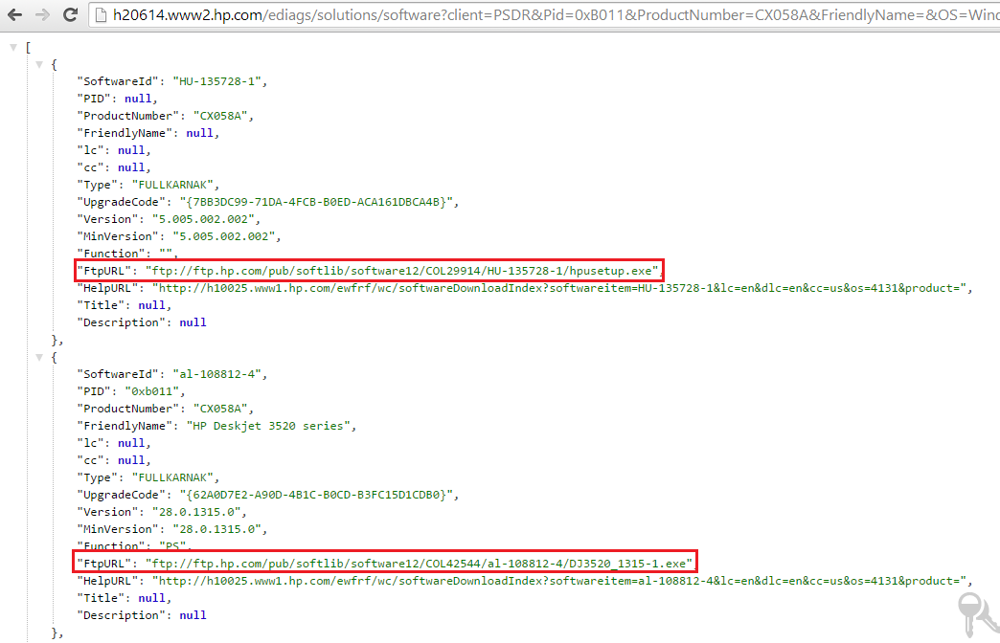 h20614.www2.hp.com/ediags/solutions/software?client=PSDR&Pid=0xB011&ProductNumber=CX058A&FriendlyName=&OS=Wind
[
{
"SoftwareId": "HU-135728-1",
"PID": null,
"ProductNumber": "CX058A",
"FriendlyName": null,
"lc": null,
"cc": null,
"Type": "FULLKARNAK",
"UpgradeCode": "{7BB3DC99-71DA-4FCB-B0ED-ACA161DBCA4B}",
"Version": "5.005.002.002",
"MinVersion": "5.005.002.002",
"Function": "",
"FtpURL": "ftp://ftp.hp.com/pub/softlib/software12/COL29914/HU-135728-1/hpusetup.exe",
"HelpURL": "http://h10025.www1.hp.com/ewfrf/wc/softwareDownloadIndex?softwareitem=HU-135728-1&lc=en&dlc=en&cc=us&os=4131&product=",
"Title": null,
"Description": null
},
{
"SoftwareId": "al-108812-4",
"PID": "0xb011",
"ProductNumber": "CX058A",
"FriendlyName": "HP Deskjet 3520 series",
"lc": null,
"cc": null,
"Type": "FULLKARNAK",
"UpgradeCode": "{62A0D7E2-A90D-4B1C-B0CD-B3FC15D1CDB0}",
"Version": "28.0.1315.0",
"MinVersion": "28.0.1315.0",
"Function": "PS",
"FtpURL": "ftp://ftp.hp.com/pub/softlib/software12/COL42544/al-108812-4/DJ3520_1315-1.exe"
"HelpURL": "http://h10025.www1.hp.com/ewfrf/wc/softwareDownloadIndex?softwareitem=al-108812-4&lc=en&dlc=en&cc=us&os=4131&product=",
"Title": null,
"Description": null
},